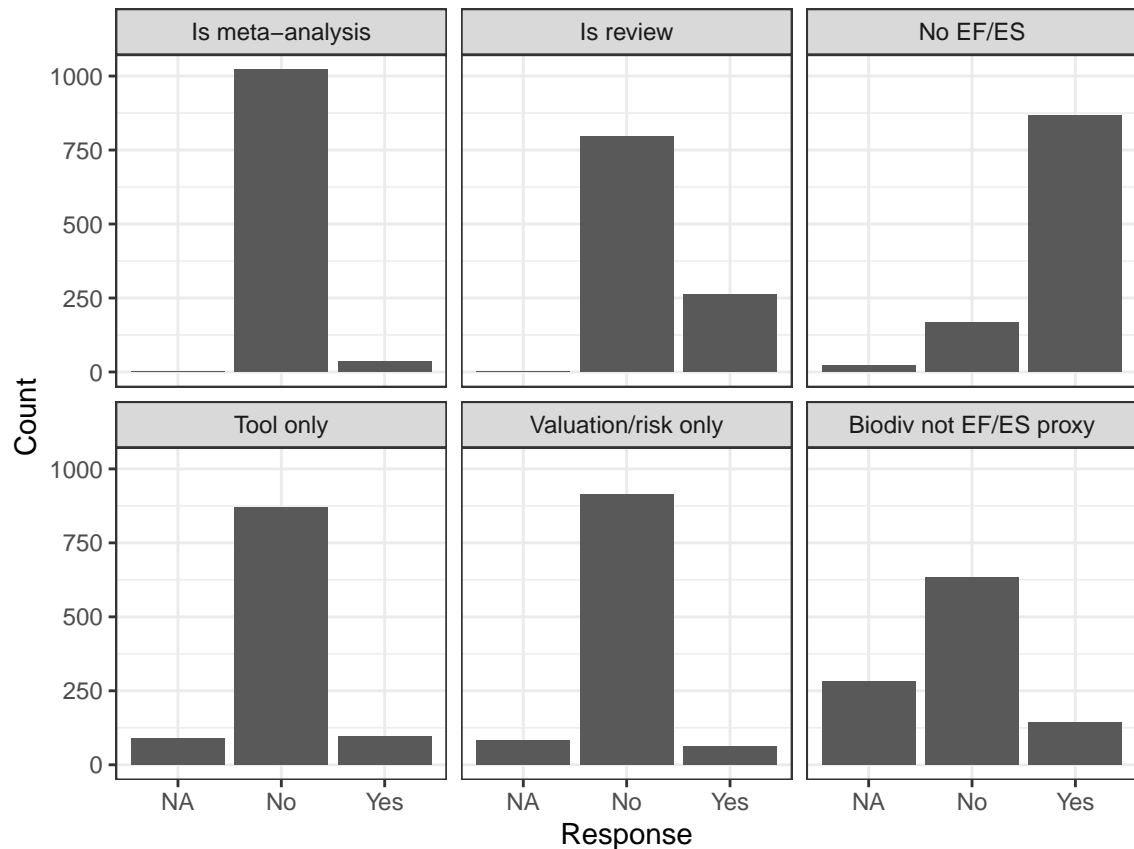 Is meta−analysis
Is review
No EF/ES
1000
750
500
250
0
Tool only
Valuation/risk only
Biodiv not EF/ES proxy
1000
750
500
250
0
NA No Yes
NA No Yes
NA No Yes
Response
Count